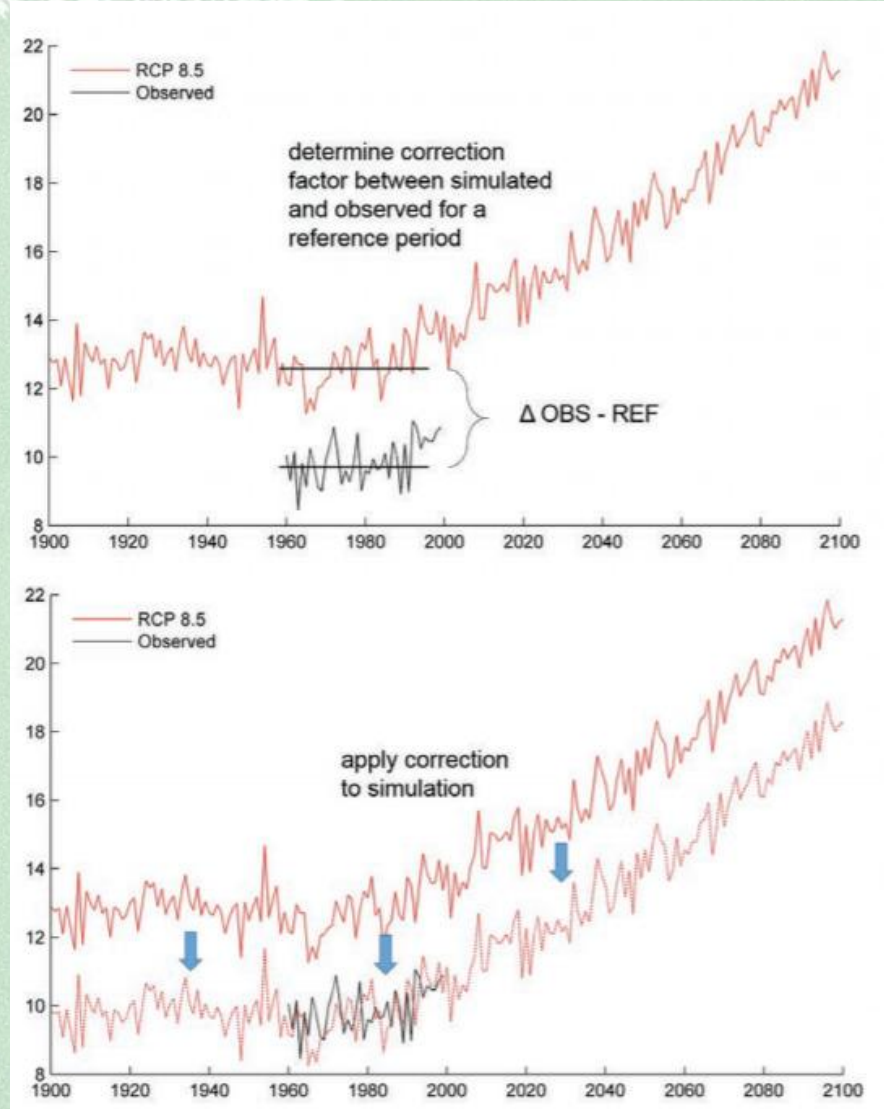 22
RCP 8.5
Observed
20
determine correction
factor between simulated
and observed for a
reference period
18
16
14
12
Δ OBS - REF
10
8
1900 1920 1940 1960 1980 2000 2020 2040 2060 2080 2100
22
RCP 8.5
Observed
20
18
apply correction
to simulation
16
14
12
10
8
1900 1920 1940 1960 1980 2000 2020 2040 2060 2080 2100